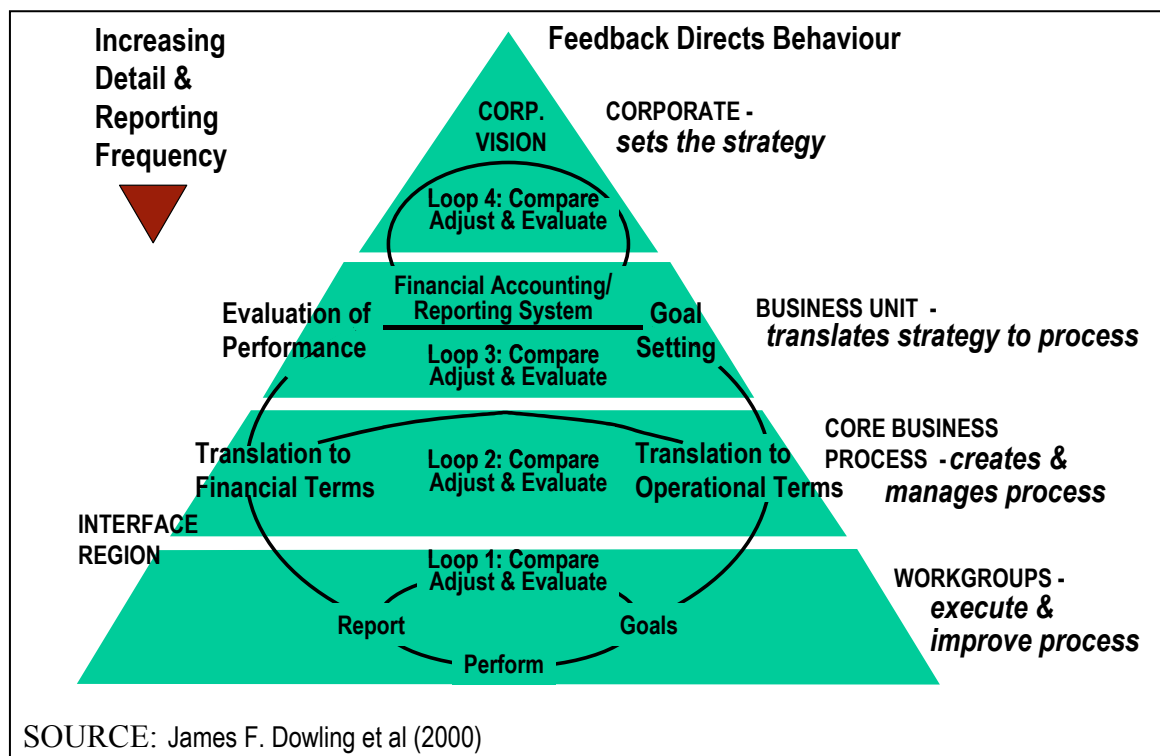 Increasing
Detail &
Reporting
Frequency
Feedback Directs Behaviour
CORP.
VISION
CORPORATE -
sets the strategy
Loop 4: Compare
Adjust & Evaluate
Financial Accounting/
Reporting System
Evaluation of
Performance
Goal
Setting
BUSINESS UNIT -
translates strategy to process
Loop 3: Compare
Adjust & Evaluate
Translation to
Financial Terms
Loop 2: Compare
Adjust & Evaluate
Translation to
Operational Terms
CORE BUSINESS
PROCESS - creates &
manages process
INTERFACE
REGION
Loop 1: Compare
Adjust & Evaluate
Report
Goals
Perform
WORKGROUPS -
execute &
improve process
SOURCE: James F. Dowling et al (2000)